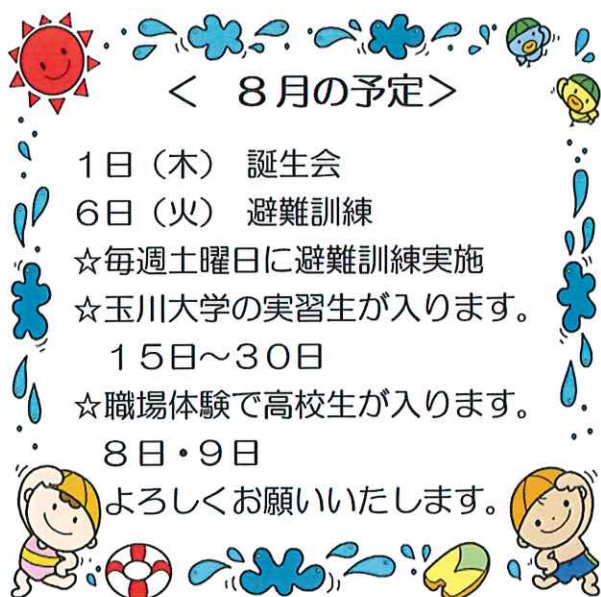 ＜　８月の予定＞
１日（木）　誕生会
６日（火）　避難訓練
☆毎週土曜日に避難訓練実施
☆玉川大学の実習生が入ります。
１５日～３０日
☆職場体験で高校生が入ります。
８日・９日
よろしくお願いいたします。